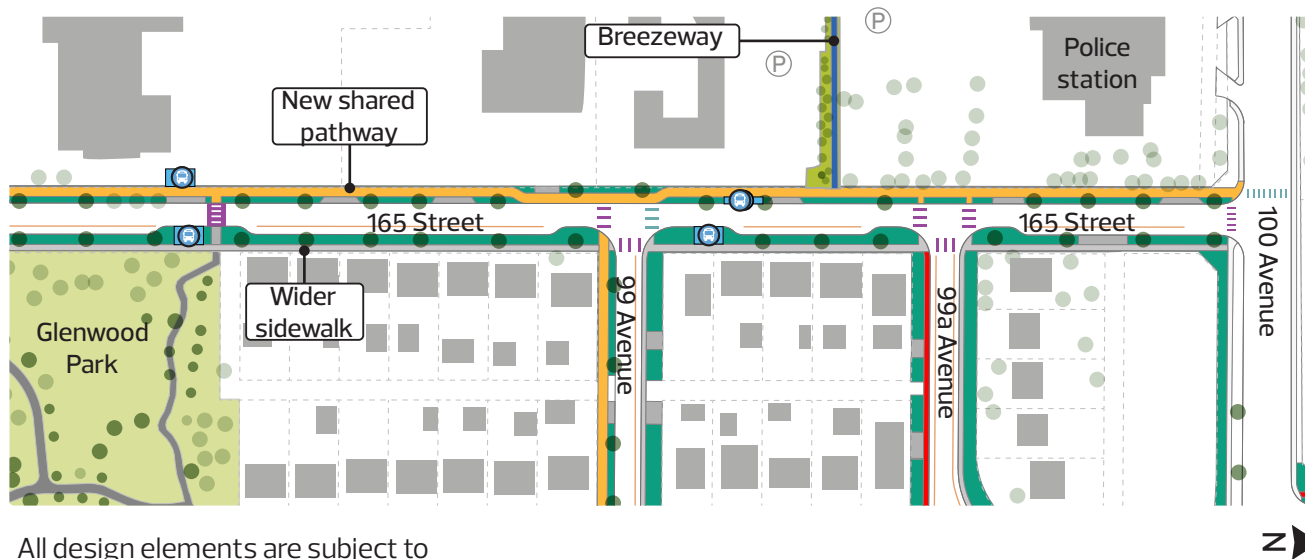 P
Breezeway
P
Police
station
New shared
pathway
165 Street
165 Street
100 Avenue
Wider
sidewalk
99 Avenue
99a Avenue
Glenwood
Park
All design elements are subject to
N